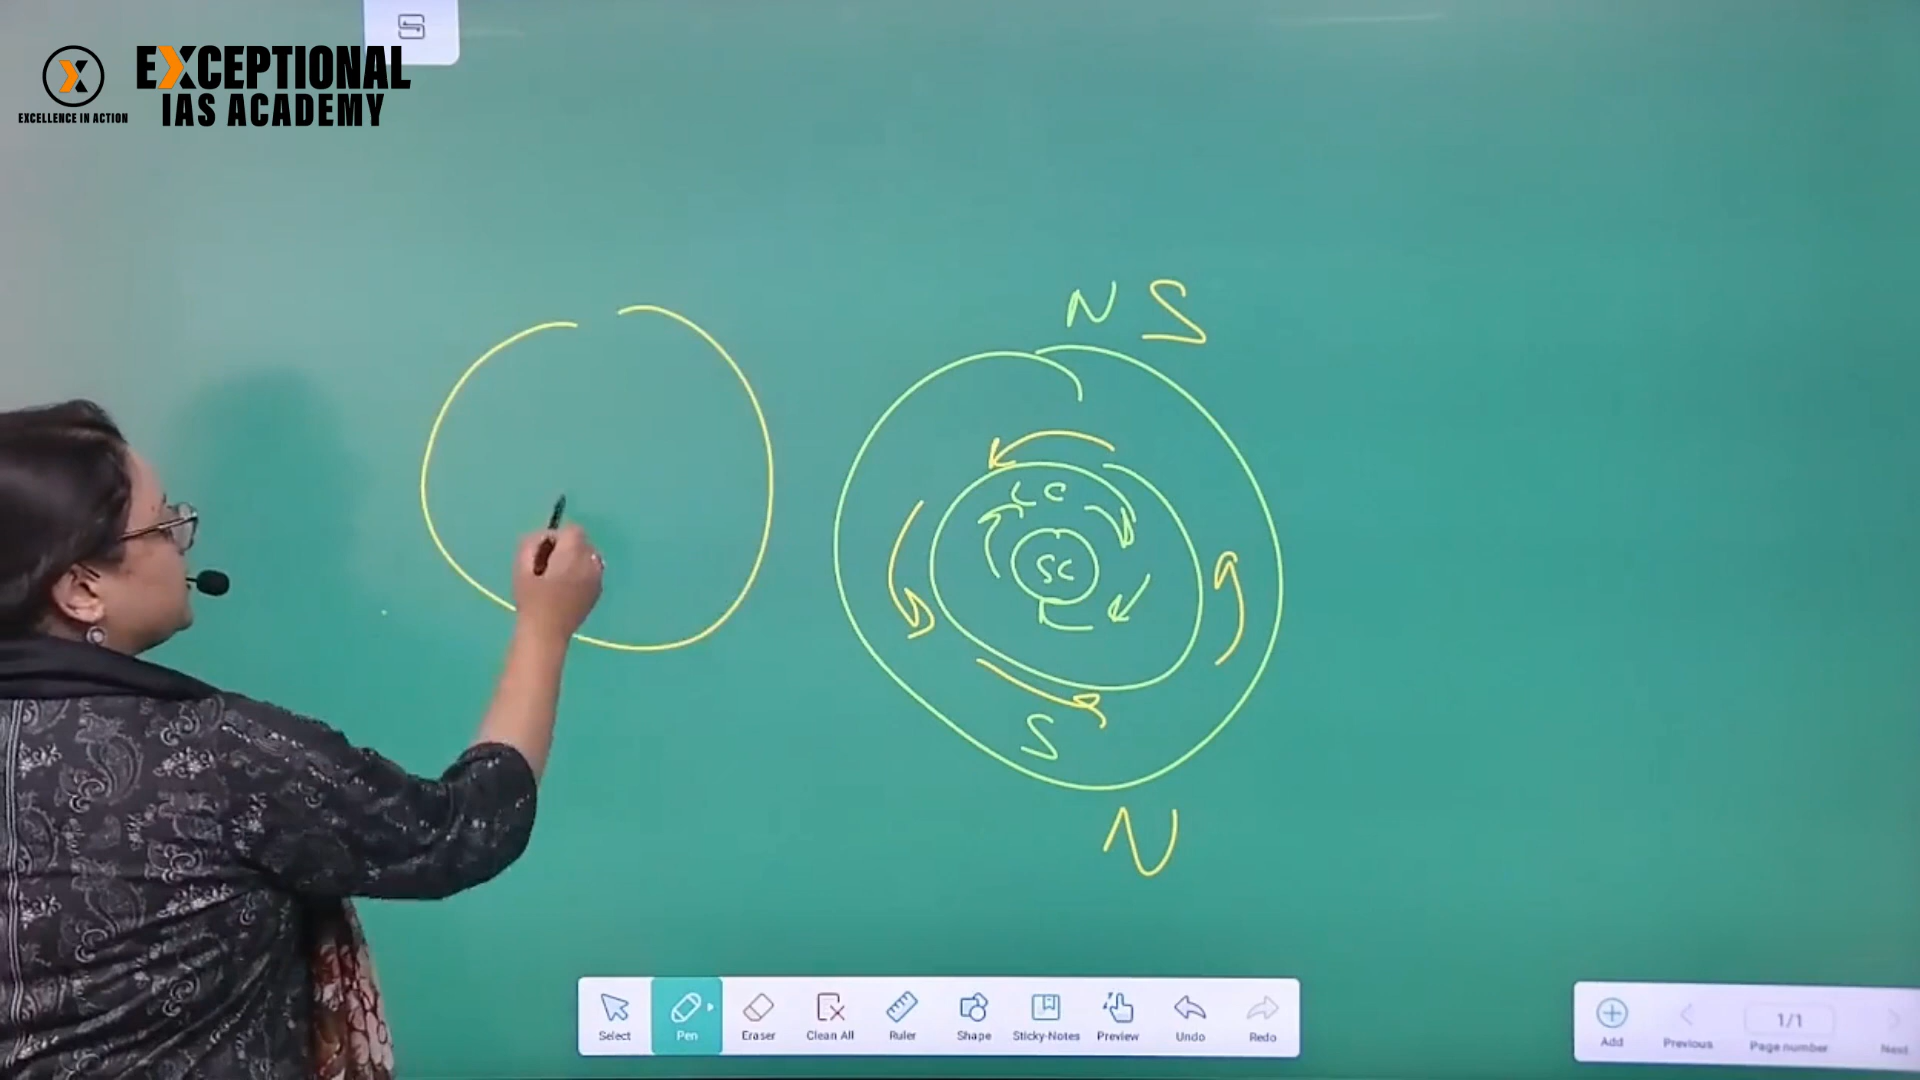 EXCEPTIONAL
IAS ACADEMY
EXCELLENCE IN ACTION
N S
LC
SC
S
N
Select
Pen
Eraser
Clean All
Ruler
Shape
Sticky-Notes
Preview
Undo
Redo
Add
Previous
1/1
Page number
Next